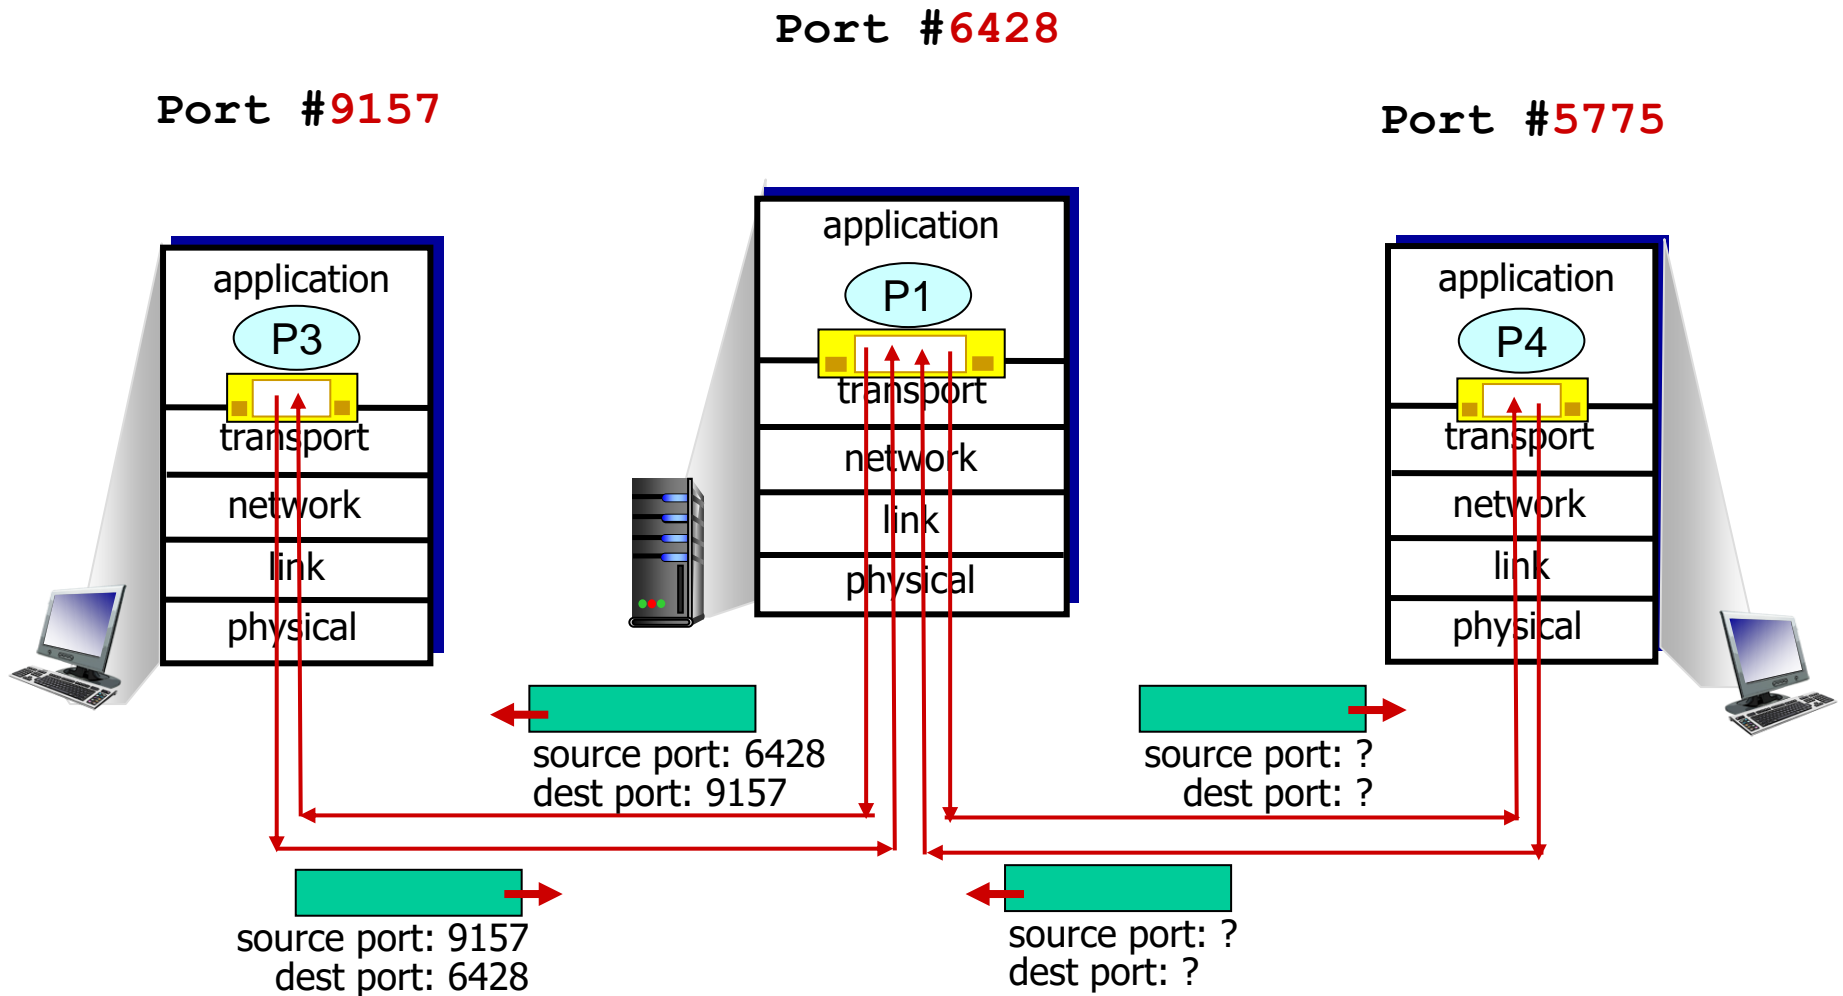 Port #6428
Port #9157
Port #5775
application
P3
transport
network
link
physical
application
P1
transport
network
link
physical
application
P4
transport
network
link
physical
source port: 6428
dest port: 9157
source port: ?
dest port: ?
source port: 9157
dest port: 6428
source port: ?
dest port: ?